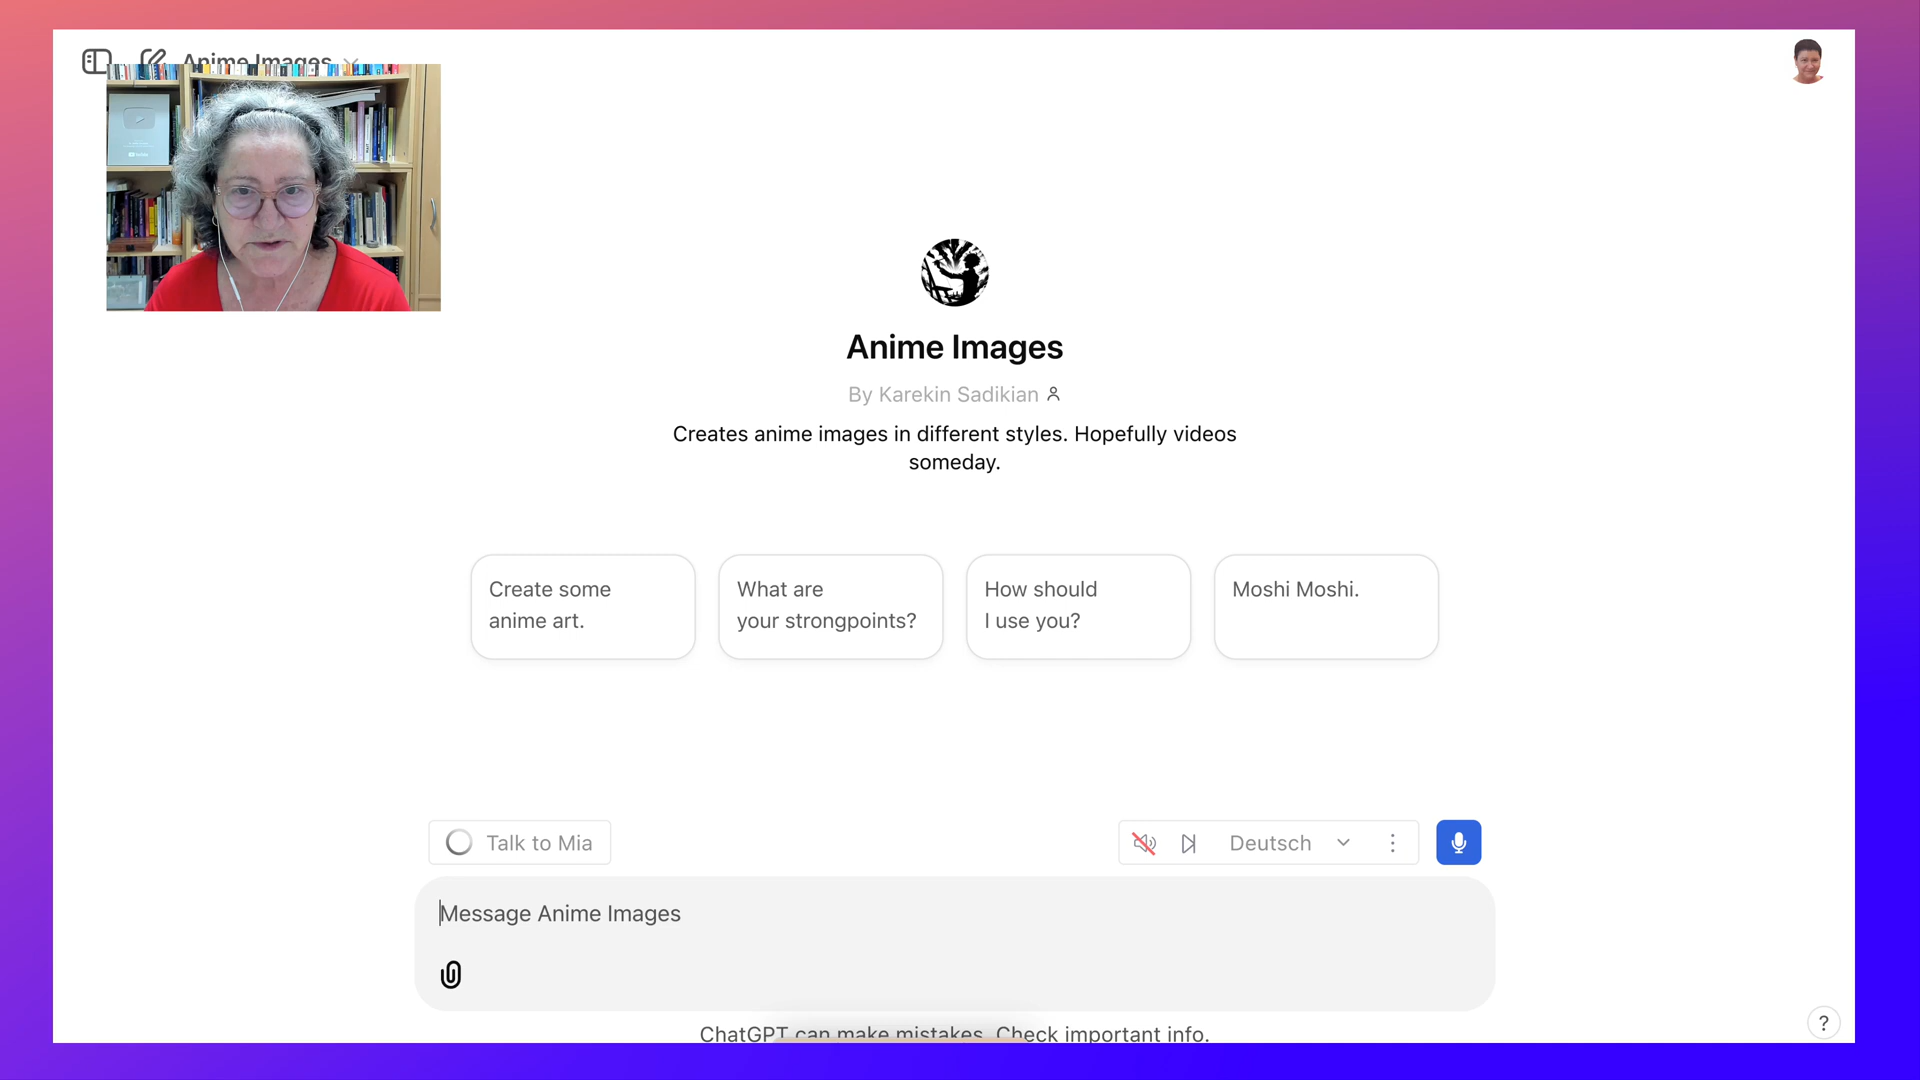 Anime Images
Anime Images
By Karekin Sadikian
Creates anime images in different styles. Hopefully videos
someday.
Create some
anime art.
What are
your strongpoints?
How should
I use you?
Moshi Moshi.
Talk to Mia
Deutsch
Message Anime Images
ChatGPT can make mistakes. Check important info.
?